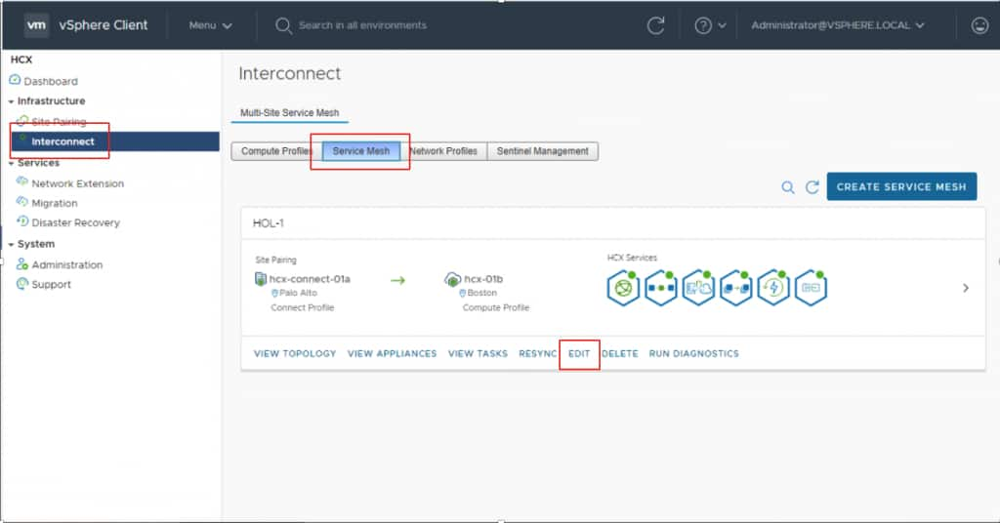 vm vSphere Client Menu Search in all environments Administrator@VSPHERE.LOCAL
HCX
Dashboard
Infrastructure
Site Pairing
Interconnect
Services
Network Extension
Migration
Disaster Recovery
System
Administration
Support
Interconnect
Multi-Site Service Mesh
Compute Profiles Service Mesh Network Profiles Sentinel Management
CREATE SERVICE MESH
HOL-1
Site Pairing
hcx-connect-01a
Palo Alto
Connect Profile
hcx-01b
Boston
Compute Profile
HCX Services
VIEW TOPOLOGY VIEW APPLIANCES VIEW TASKS RESYNC EDIT DELETE RUN DIAGNOSTICS